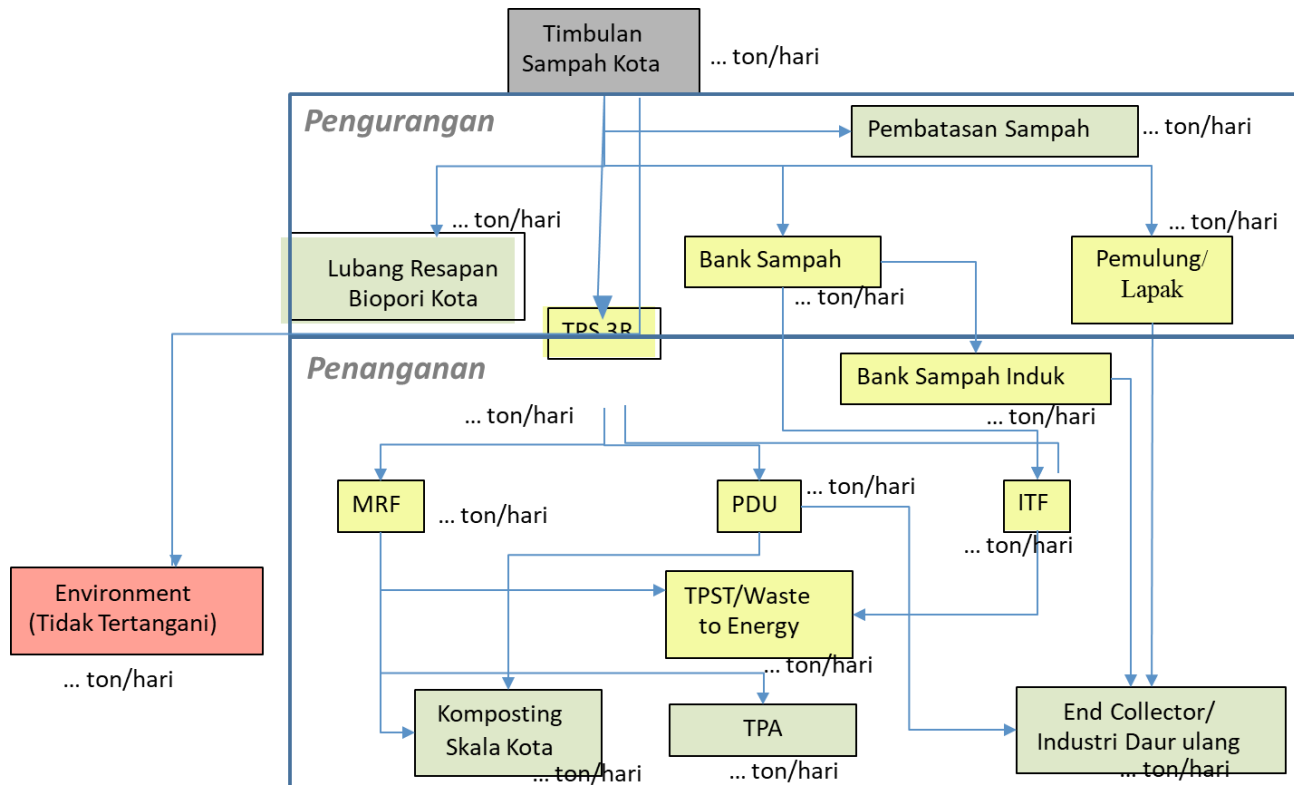 Timbulan
Sampah Kota
... ton/hari
Pengurangan
Pembatasan Sampah
... ton/hari
... ton/hari
... ton/hari
Lubang Resapan
Biopori Kota
Bank Sampah
... ton/hari
Pemulung/
Lapak
TPS 3R
Penanganan
Bank Sampah Induk
... ton/hari
... ton/hari
MRF
... ton/hari
PDU
... ton/hari
ITF
... ton/hari
Environment
(Tidak Tertangani)
... ton/hari
TPST/Waste
to Energy
... ton/hari
Komposting
Skala Kota
... ton/hari
TPA
... ton/hari
End Collector/
Industri Daur ulang
... ton/hari